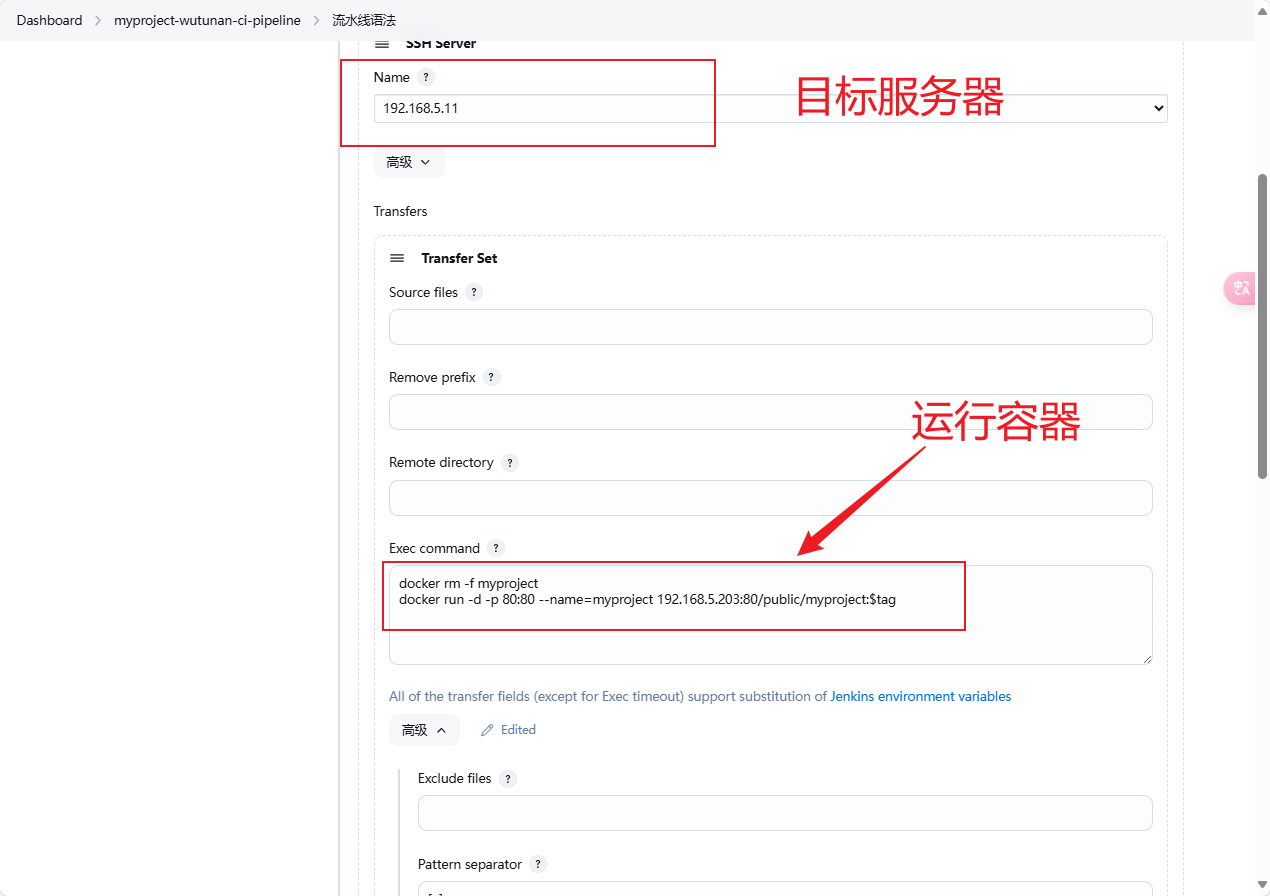 Dashboard > myproject-wutunan-ci-pipeline > 流水线语法
SSH Server
Name ?
192.168.5.11
目标服务器
高级
Transfers
Transfer Set
Source files ?
Remove prefix ?
运行容器
Remote directory ?
Exec command ?
docker rm -f myproject
docker run -d -p 80:80 --name=myproject 192.168.5.203:80/public/myproject:$tag
All of the transfer fields (except for Exec timeout) support substitution of Jenkins environment variables
高级 Edited
Exclude files ?
Pattern separator ?